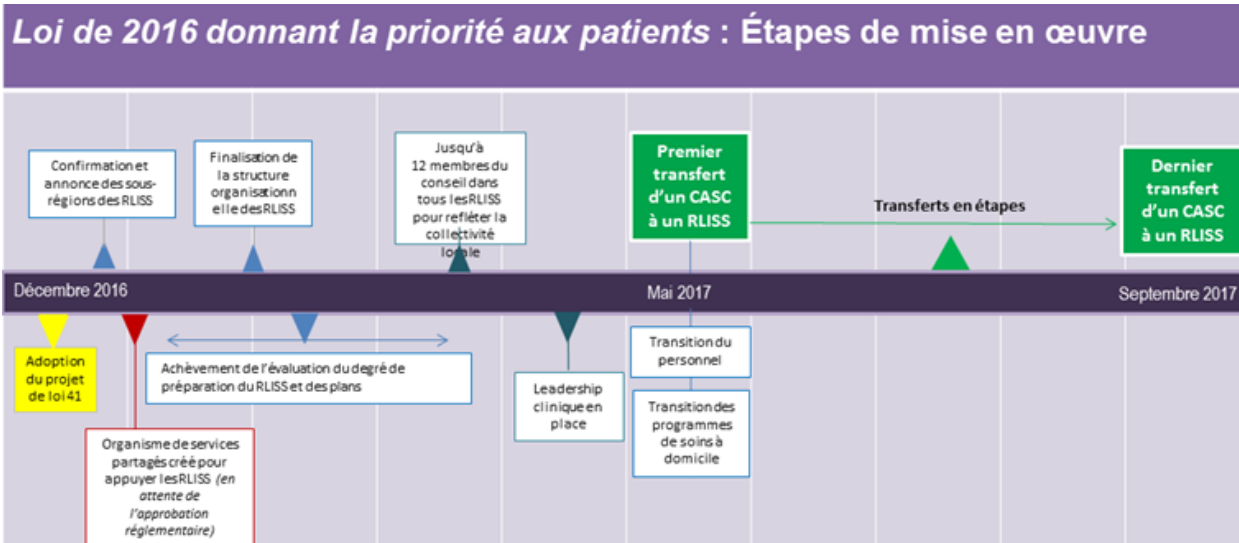 Loi de 2016 donnant la priorité aux patients : Étapes de mise en œuvre
Confirmation et
annonce des sous-
régions des RLISS
Finalisation de
la structure
organisationn
elle des RLISS
Jusqu'à
12 membres du
conseil dans
tous les RLISS
pour refléter la
collectivité
locale
Premier
transfert
d'un CASC
à un RLISS
Transferts en étapes
Dernier
transfert
d'un CASC
à un RLISS
Décembre 2016
Mai 2017
Septembre 2017
Adoption
du projet
de loi 41
Organisme de services
partagés créé pour
appuyer les RLISS (en
attente de
l'approbation
réglementaire)
Achèvement de l'évaluation du degré de
préparation du RLISS et des plans
Leadership
clinique en
place
Transition du
personnel
Transition des
programmes
de soins à
domicile